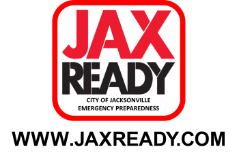 JAX
READY
CITY OF JACKSONVILLE
EMERGENCY PREPAREDNESS
WWW.JAXREADY.COM